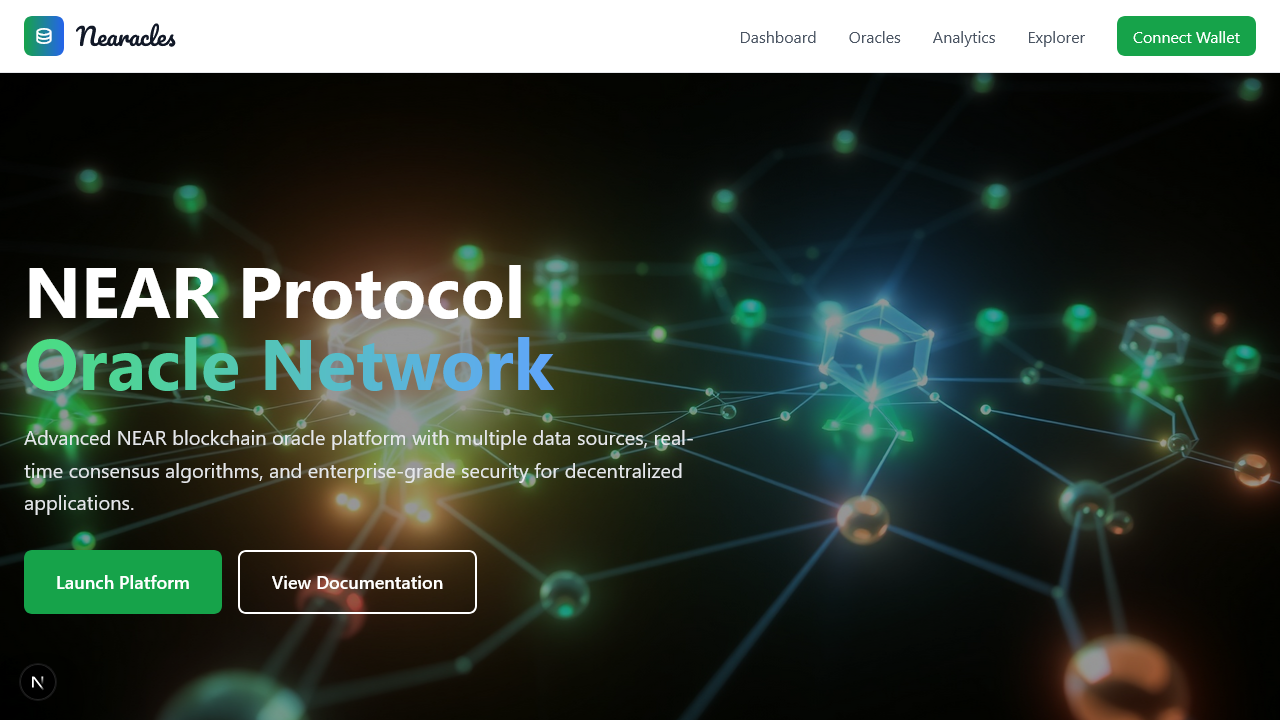 Nearacles
Dashboard
Oracles
Analytics
Explorer
Connect Wallet
NEAR Protocol
Oracle Network
Advanced NEAR blockchain oracle platform with multiple data sources, real-
time consensus algorithms, and enterprise-grade security for decentralized
applications.
Launch Platform
View Documentation
N